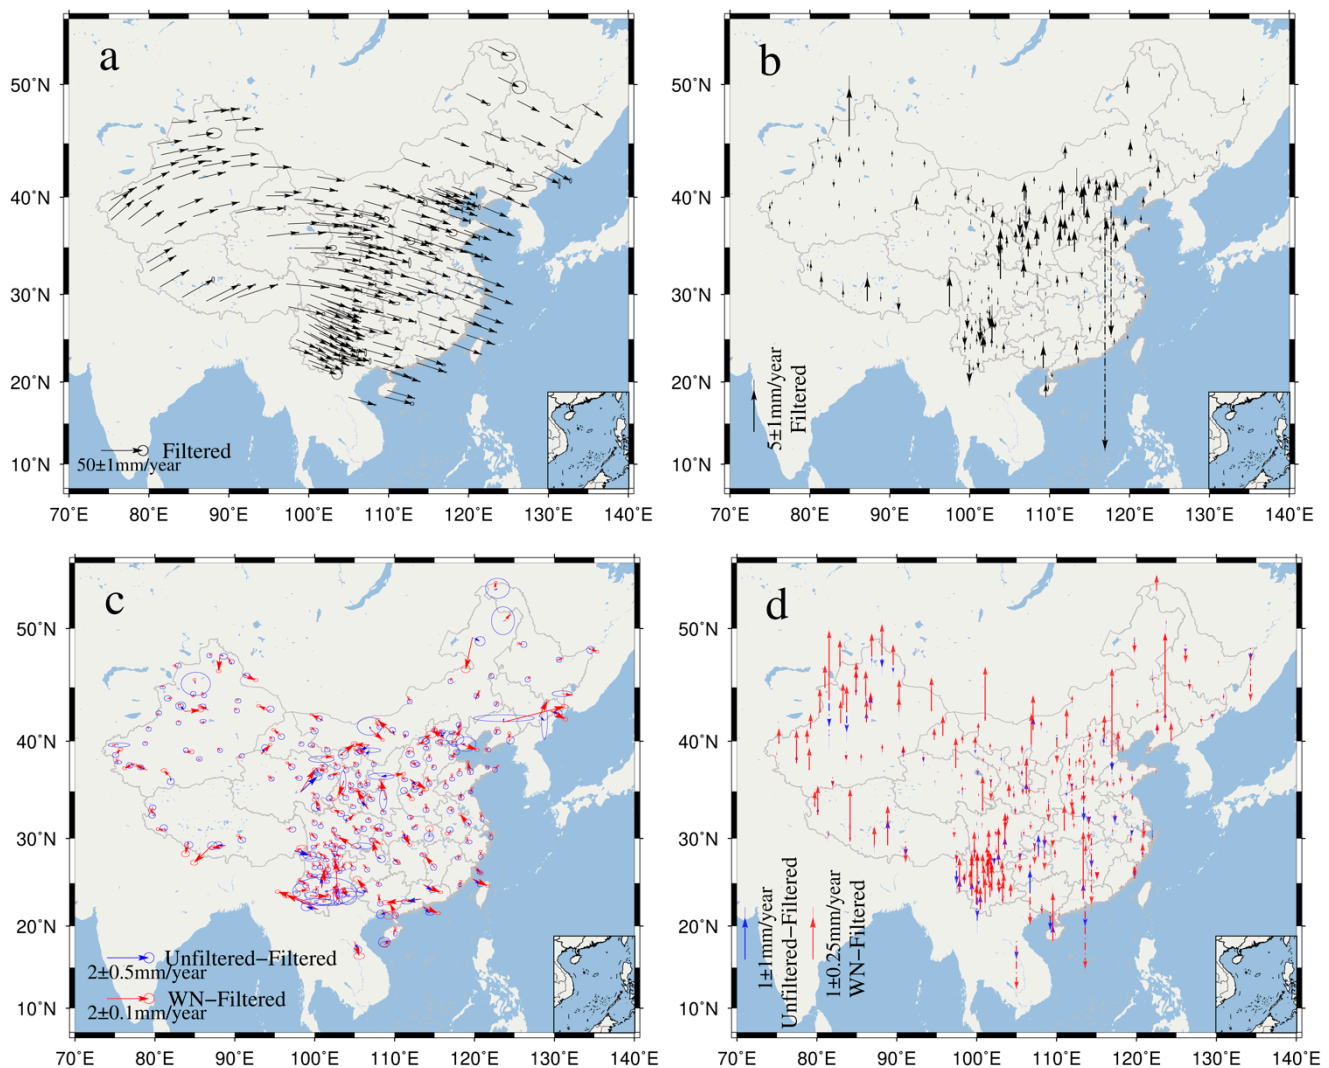 a
50°N
40°N
30°N
20°N
10°N
Filtered
50±1mm/year
70°E 80°E 90°E 100°E 110°E 120°E 130°E 140°E
b
50°N
40°N
30°N
20°N
10°N
5±1mm/year
Filtered
70°E 80°E 90°E 100°E 110°E 120°E 130°E 140°E
c
50°N
40°N
30°N
20°N
10°N
Unfiltered−Filtered
2±0.5mm/year
WN−Filtered
2±0.1mm/year
70°E 80°E 90°E 100°E 110°E 120°E 130°E 140°E
d
50°N
40°N
30°N
20°N
10°N
1±1mm/year
Unfiltered−Filtered
1±0.25mm/year
WN−Filtered
70°E 80°E 90°E 100°E 110°E 120°E 130°E 140°E